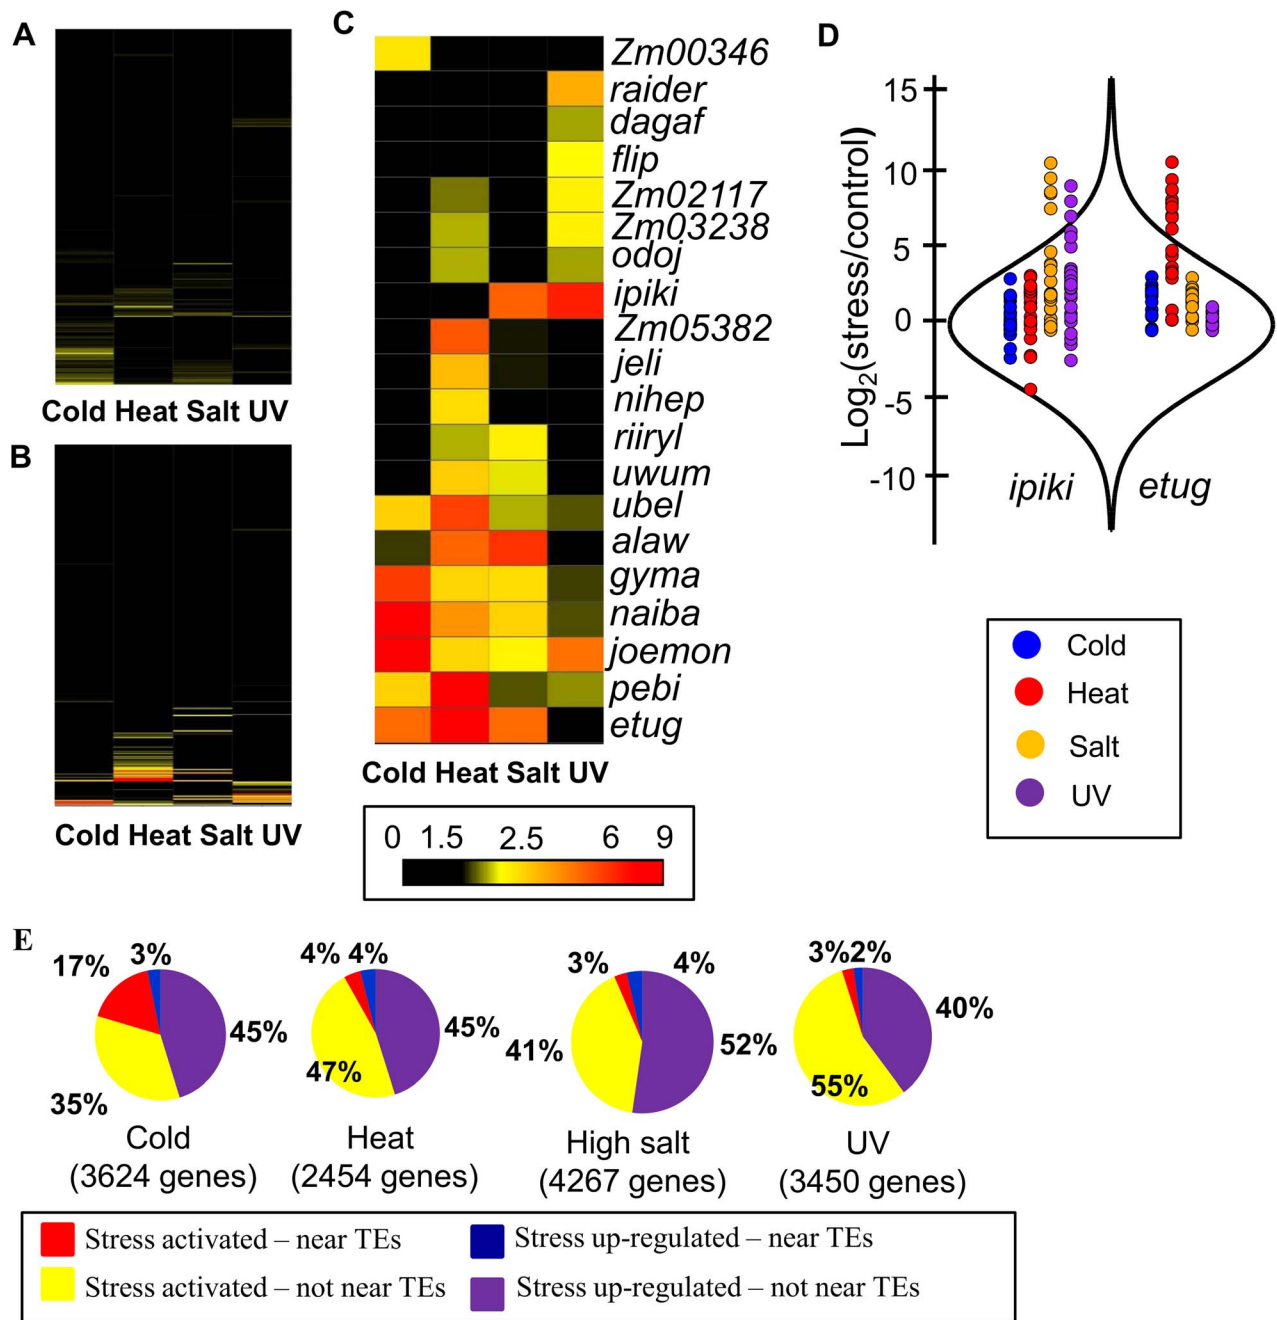 A
Cold Heat Salt UV
B
Cold Heat Salt UV
C
Zm00346
raider
dagaf
flip
Zm02117
Zm03238
odoj
ipiki
Zm05382
jeli
nihep
riiryl
uwum
ubel
alaw
gyma
naiba
joemon
pebi
etug
Cold Heat Salt UV
0 1.5 2.5 6 9
D
Log2(stress/control)
15
10
5
0
-5
-10
ipiki etug
Cold
Heat
Salt
UV
E
17% 3% 45% 35%
Cold
(3624 genes)
4% 4% 45% 47%
Heat
(2454 genes)
3% 4% 41% 52%
High salt
(4267 genes)
3% 2% 40% 55%
UV
(3450 genes)
Stress activated – near TEs
Stress up-regulated – near TEs
Stress activated – not near TEs
Stress up-regulated – not near TEs